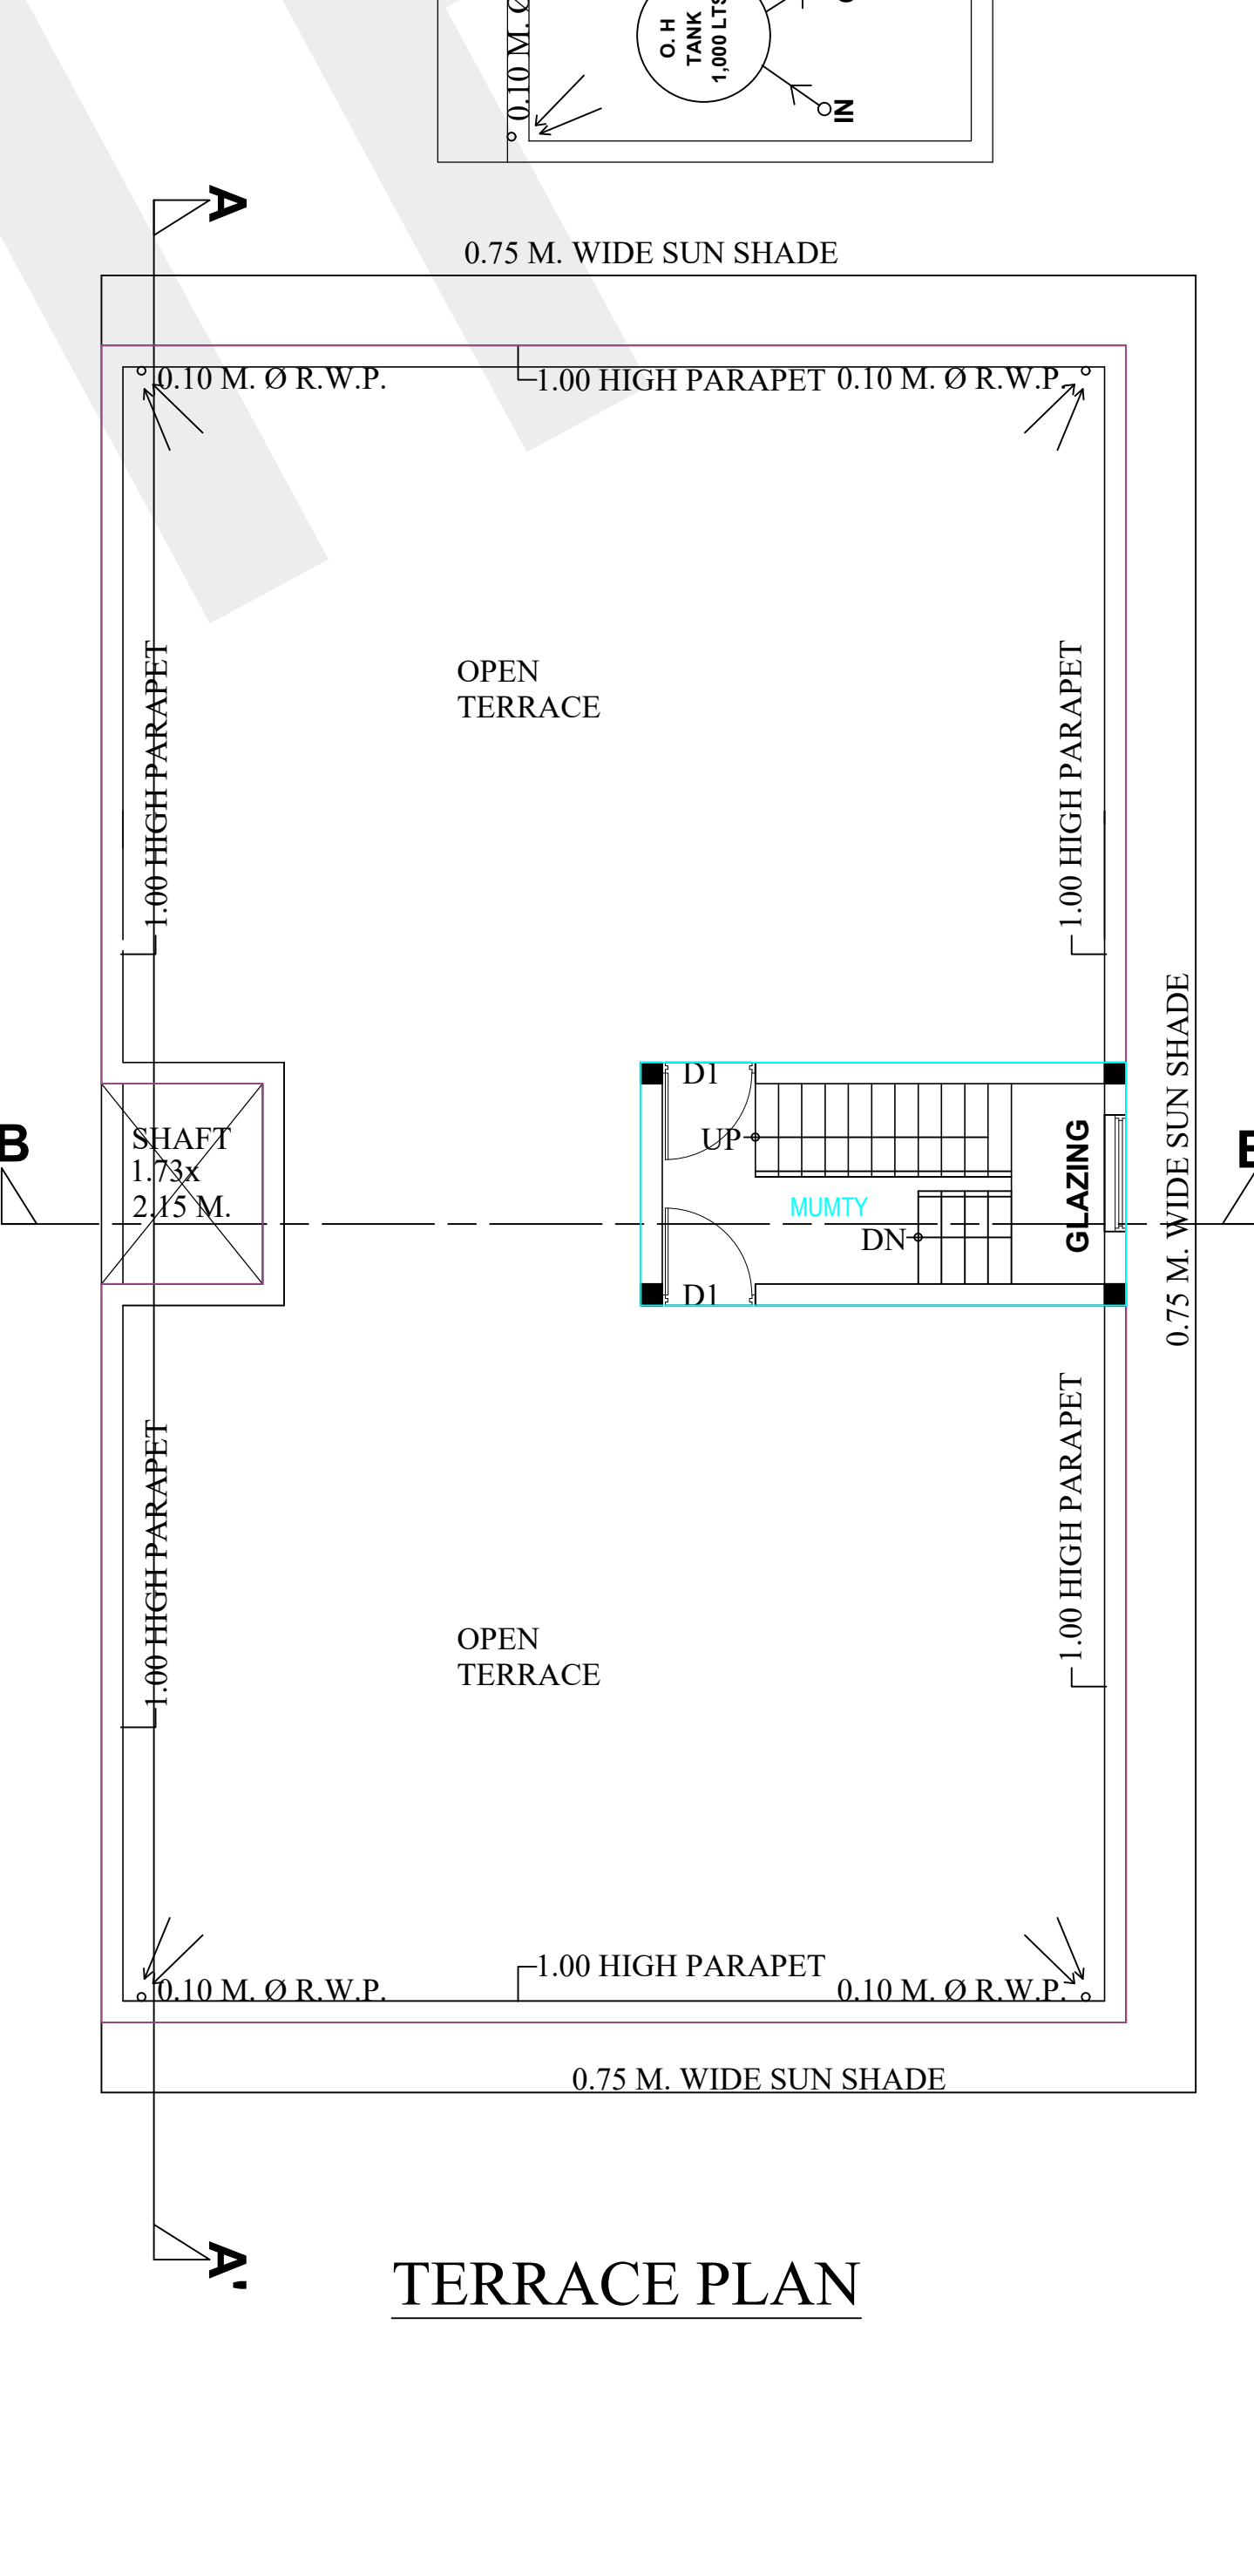 0.10 M. Ø
O. H
TANK
1,000 LTS
IN
A
0.75 M. WIDE SUN SHADE
0.10 M. Ø R.W.P.
1.00 HIGH PARAPET
0.10 M. Ø R.W.P.
1.00 HIGH PARAPET
OPEN
TERRACE
1.00 HIGH PARAPET
0.75 M. WIDE SUN SHADE
D1
B
SHAFT
1.73x
2.15 M.
UP
MUMTY
DN
GLAZING
B
D1
1.00 HIGH PARAPET
OPEN
TERRACE
1.00 HIGH PARAPET
1.00 HIGH PARAPET
0.10 M. Ø R.W.P.
0.10 M. Ø R.W.P.
0.75 M. WIDE SUN SHADE
A'
TERRACE PLAN